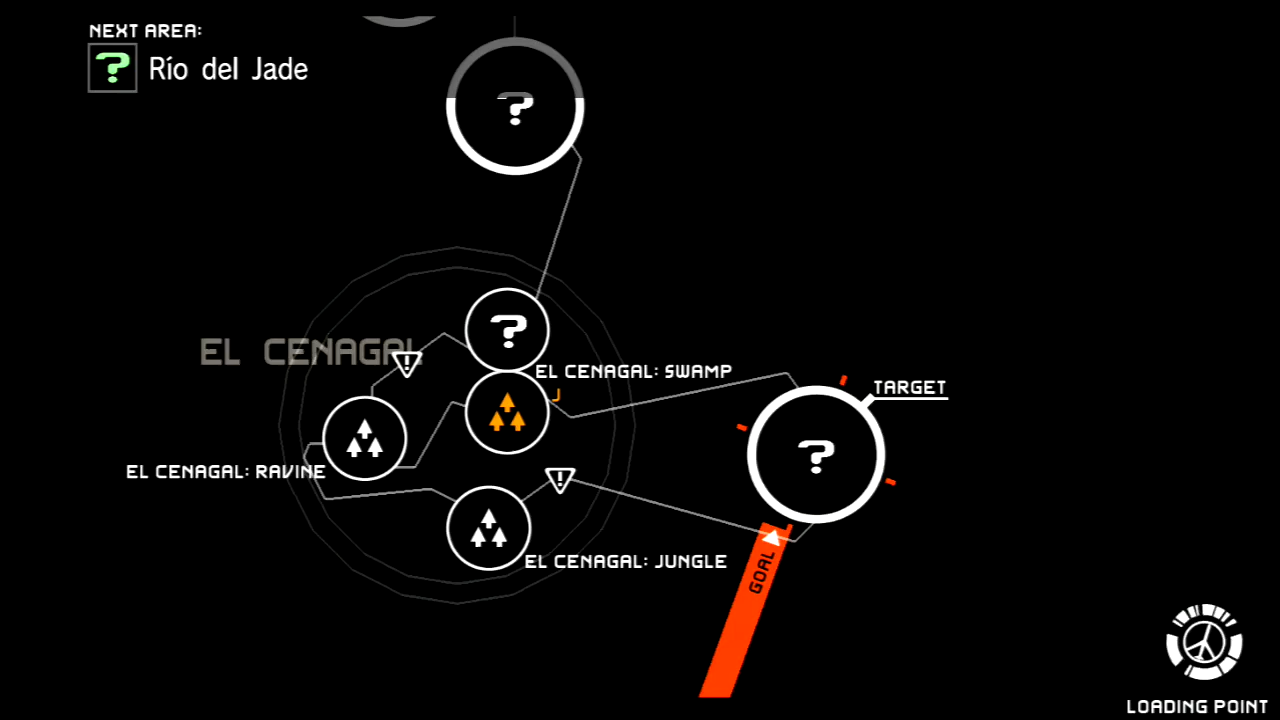 NEXT AREA:
? Río del Jade
?
?
EL CENAGAL
!
EL CENAGAL: SWAMP
TARGET
?
EL CENAGAL: RAVINE
!
EL CENAGAL: JUNGLE
GOAL
LOADING POINT